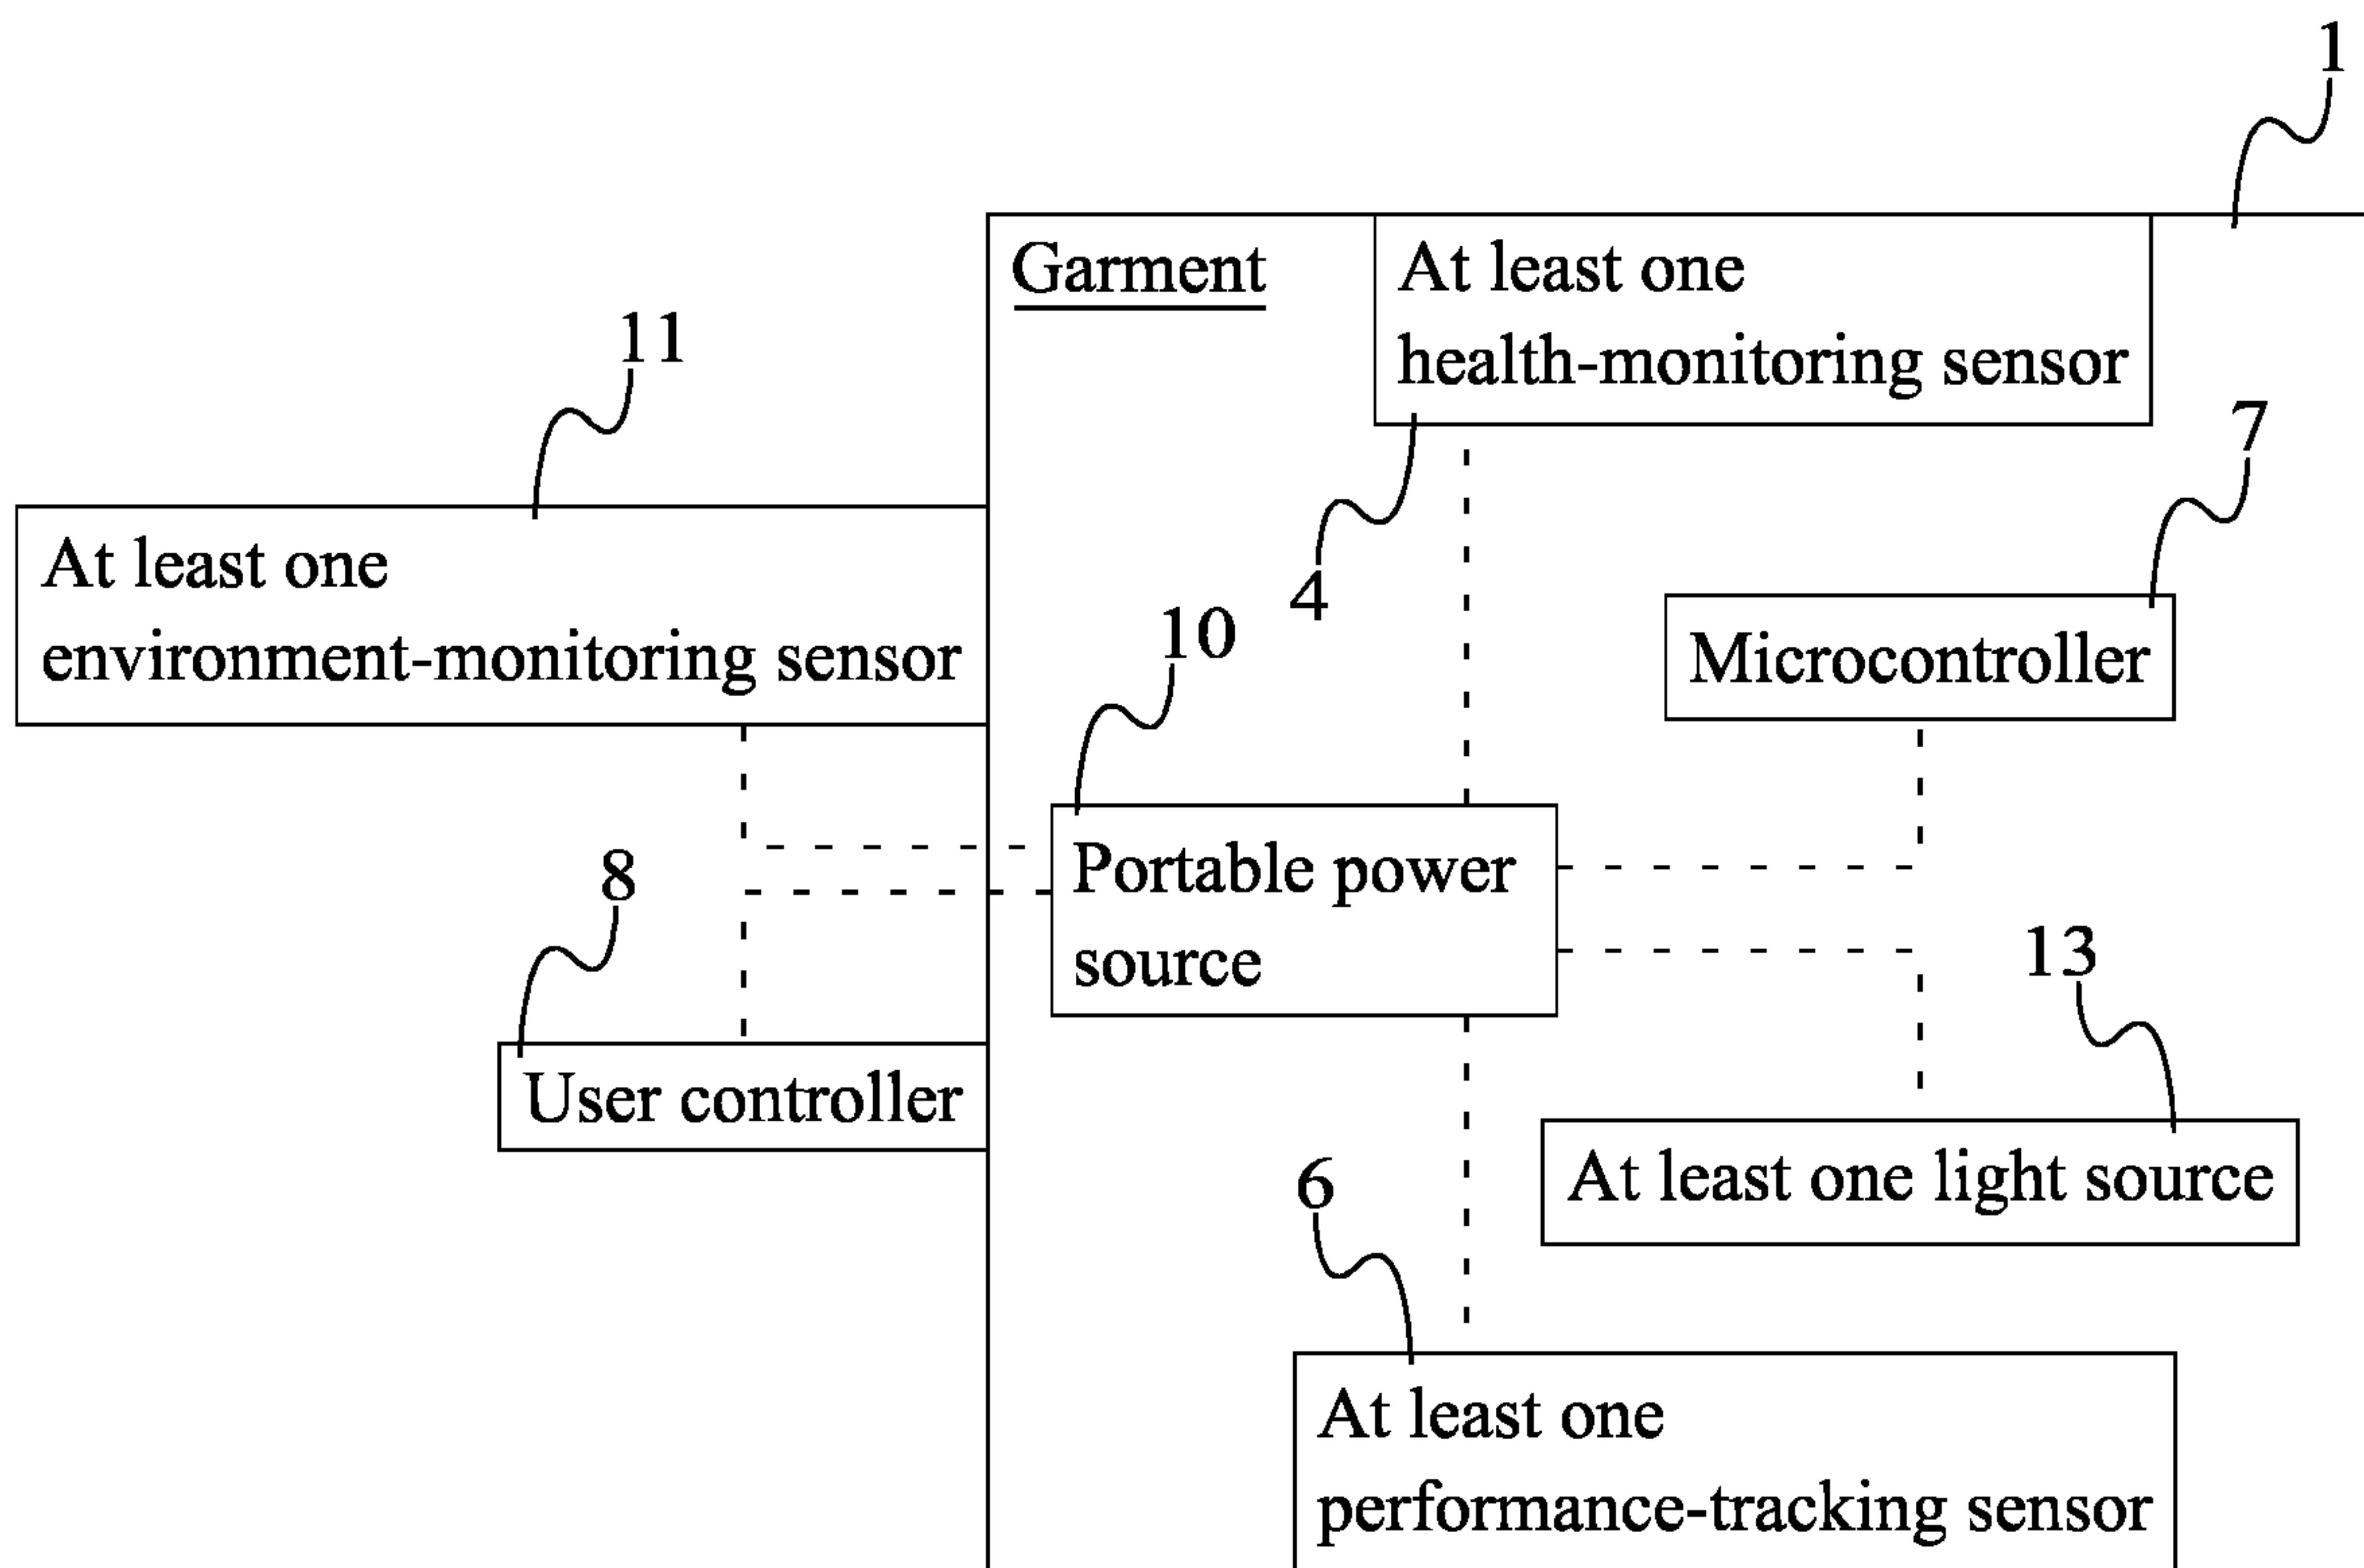 1
Garment
At least one
health-monitoring sensor
11
7
At least one
environment-monitoring sensor
4
10
Microcontroller
8
Portable power
source
13
User controller
At least one light source
6
At least one
performance-tracking sensor